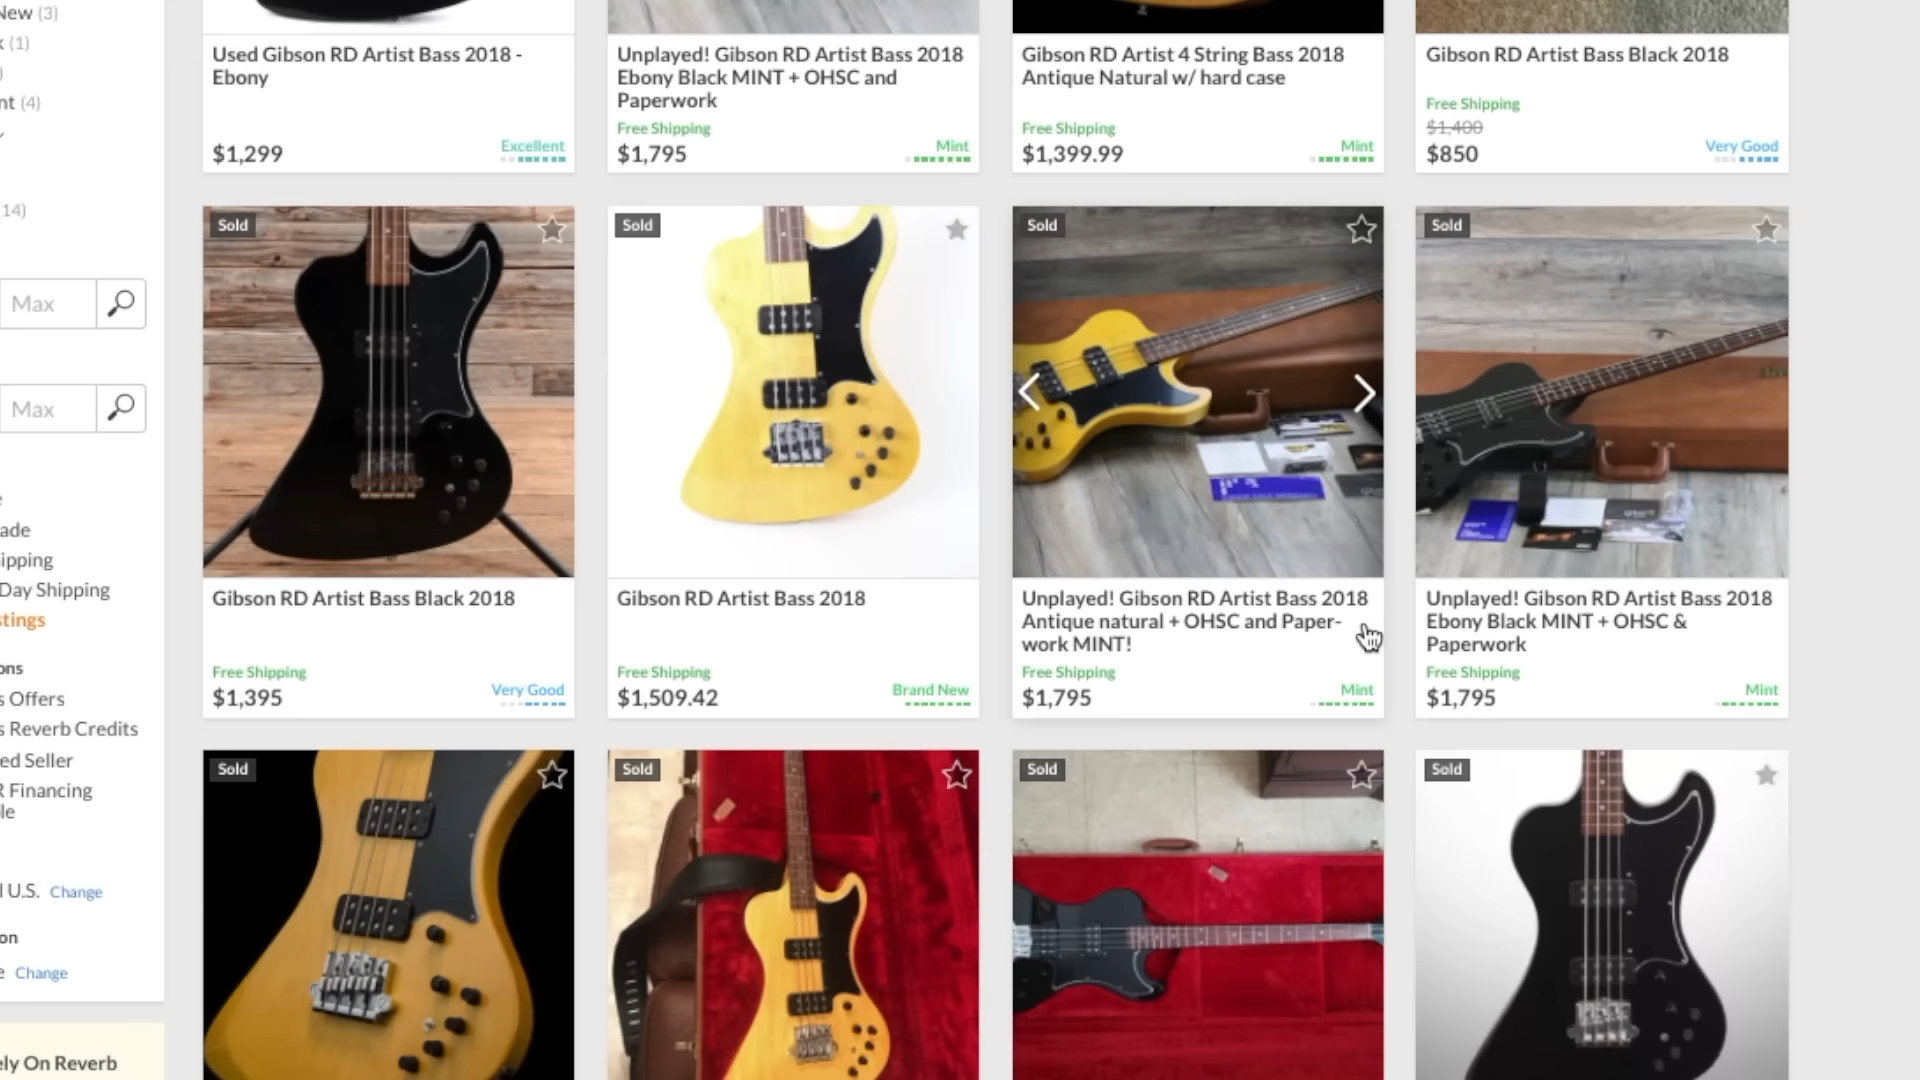 New (3)
(1)
nt (4)
14)
Max
Max
ade
ipping
Day Shipping
stings
ons
s Offers
s Reverb Credits
ed Seller
R Financing
le
l U.S. Change
on
e Change
ely On Reverb
Used Gibson RD Artist Bass 2018 -
Ebony
$1,299
Excellent
Unplayed! Gibson RD Artist Bass 2018
Ebony Black MINT + OHSC and
Paperwork
Free Shipping
$1,795
Mint
Gibson RD Artist 4 String Bass 2018
Antique Natural w/ hard case
Free Shipping
$1,399.99
Mint
Gibson RD Artist Bass Black 2018
Free Shipping
$1,400
$850
Very Good
Sold
Gibson RD Artist Bass Black 2018
Free Shipping
$1,395
Very Good
Sold
Gibson RD Artist Bass 2018
Free Shipping
$1,509.42
Brand New
Sold
Unplayed! Gibson RD Artist Bass 2018
Antique natural + OHSC and Paper-
work MINT!
Free Shipping
$1,795
Mint
Sold
Unplayed! Gibson RD Artist Bass 2018
Ebony Black MINT + OHSC &
Paperwork
Free Shipping
$1,795
Mint
Sold
Sold
Sold
Sold